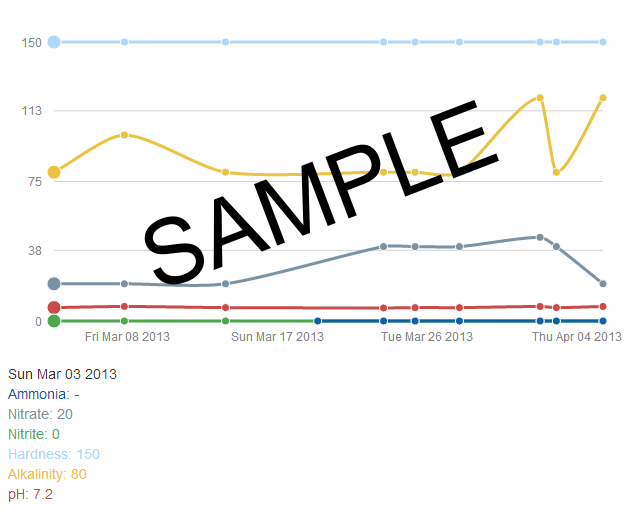 150
113
75
38
0
Fri Mar 08 2013 Sun Mar 17 2013 Tue Mar 26 2013 Thu Apr 04 2013
SAMPLE
Sun Mar 03 2013
Ammonia: -
Nitrate: 20
Nitrite: 0
Hardness: 150
Alkalinity: 80
pH: 7.2